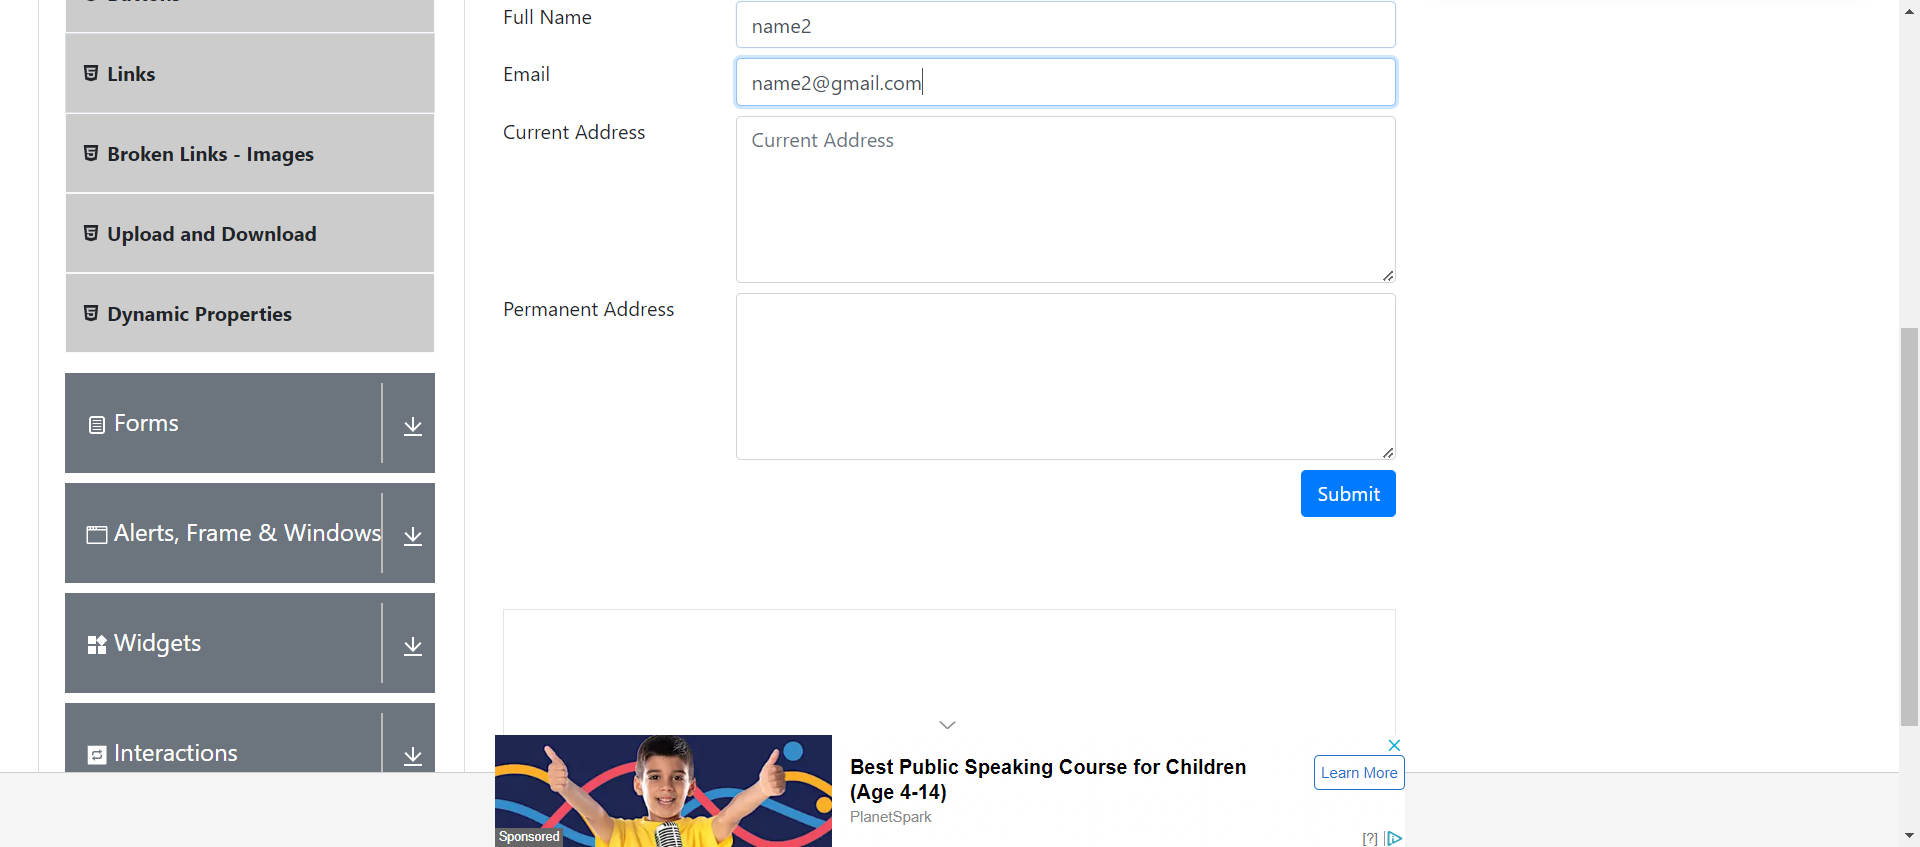 Links
Broken Links - Images
Upload and Download
Dynamic Properties
Forms
Alerts, Frame & Windows
Widgets
Interactions
Full Name
name2
Email
name2@gmail.com
Current Address
Current Address
Permanent Address
Submit
Best Public Speaking Course for Children
(Age 4-14)
PlanetSpark
Learn More
Sponsored
[?]